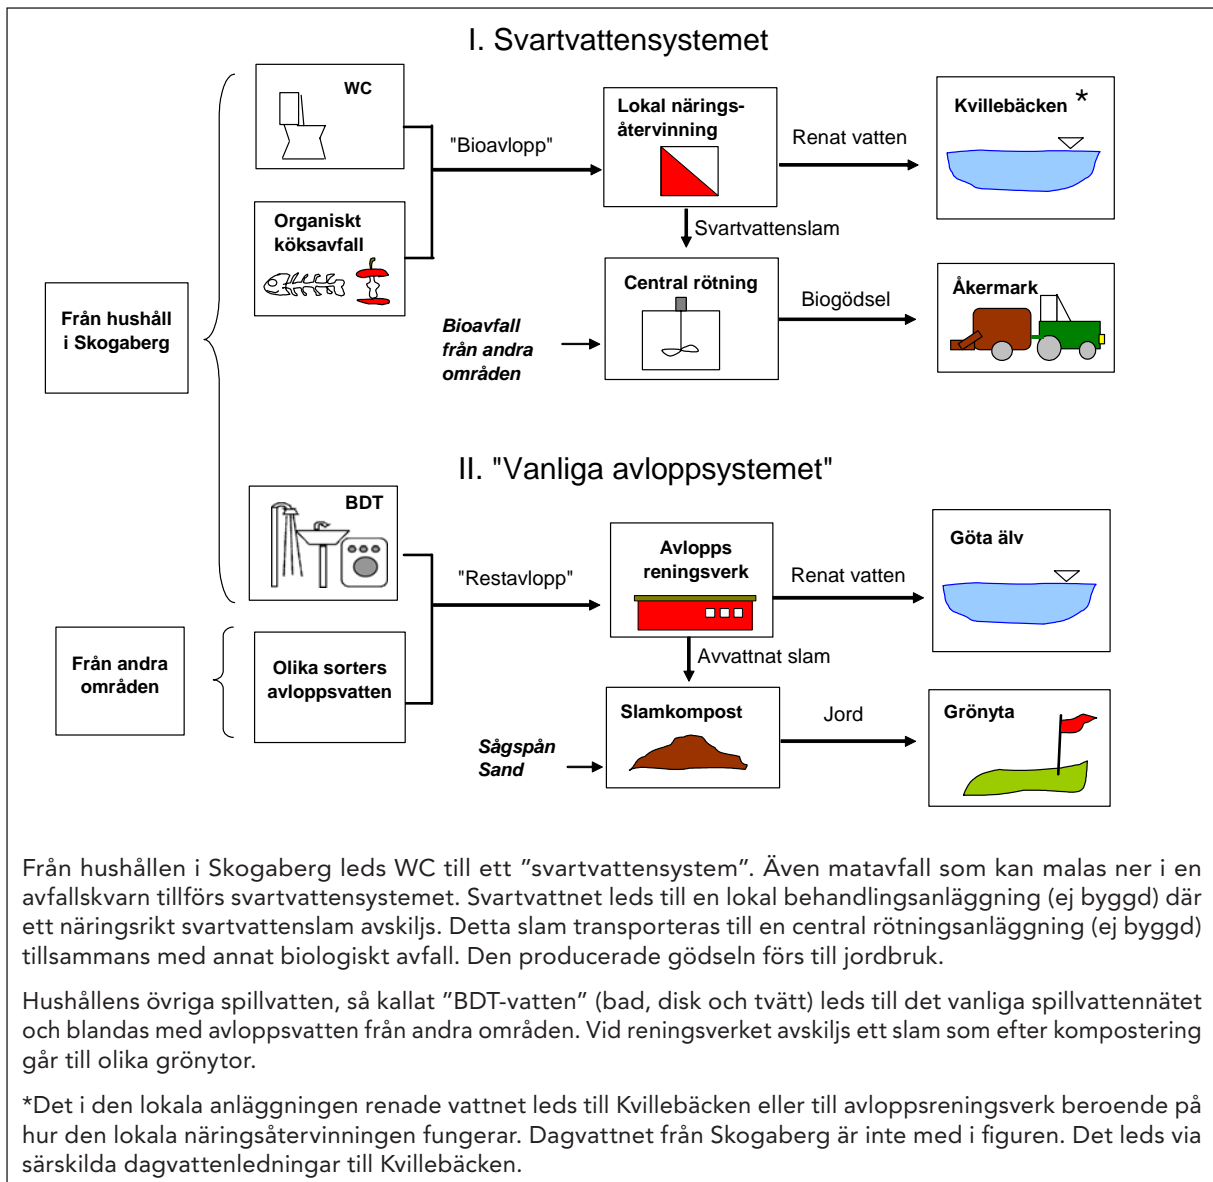 I. Svartvattensystemet
WC
"Bioavlopp"
Organiskt
köksavfall
Lokal närings-
återvinning
Renat vatten
Kvillebäcken *
Svartvattenslam
Central rötning
Biogödsel
Åkermark
Från hushåll
i Skogaberg
Bioavfall
från andra
områden
II. "Vanliga avloppsystemet"
BDT
"Restavlopp"
Avlopps
reningsverk
Renat vatten
Göta älv
Avvattnat slam
Från andra
områden
Olika sorters
avloppsvatten
Slamkompost
Jord
Grönyta
Sågspån
Sand
Från hushållen i Skogaberg leds WC till ett ”svartvattensystem”. Även matavfall som kan malas ner i en
avfallskvarn tillförs svartvattensystemet. Svartvattnet leds till en lokal behandlingsanläggning (ej byggd) där
ett näringsrikt svartvattenslam avskiljs. Detta slam transporteras till en central rötningsanläggning (ej byggd)
tillsammans med annat biologiskt avfall. Den producerade gödseln förs till jordbruk.
Hushållens övriga spillvatten, så kallat ”BDT-vatten” (bad, disk och tvätt) leds till det vanliga spillvattennätet
och blandas med avloppsvatten från andra områden. Vid reningsverket avskiljs ett slam som efter kompostering
går till olika grönytor.
*Det i den lokala anläggningen renade vattnet leds till Kvillebäcken eller till avloppsreningsverk beroende på
hur den lokala näringsåtervinningen fungerar. Dagvattnet från Skogaberg är inte med i figuren. Det leds via
särskilda dagvattenledningar till Kvillebäcken.